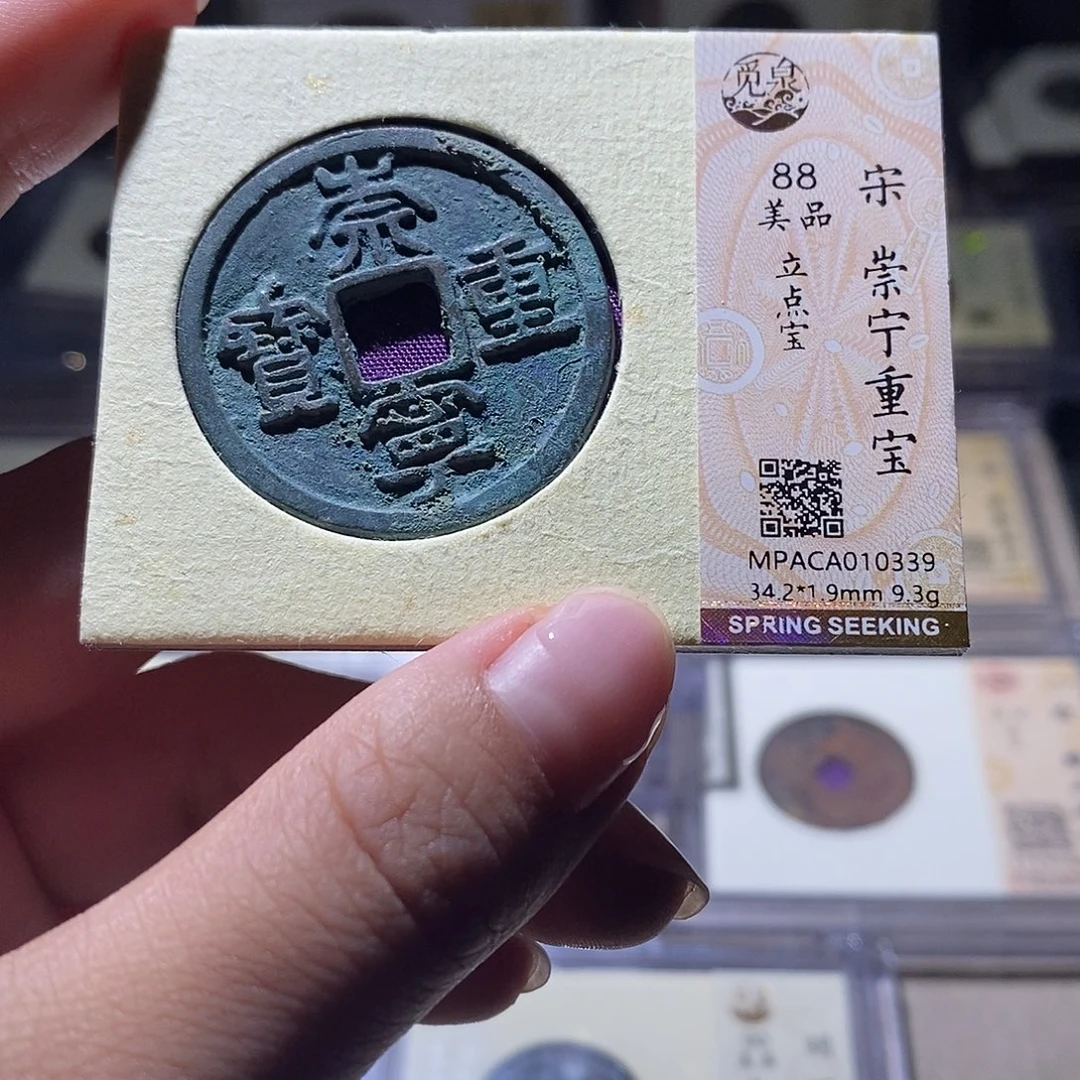 崇
重
寧
寳
觅泉
88
美品
立点宝
宋 崇宁重宝
MPACA010339
34.2*1.9mm 9.3g
SPRING SEEKING